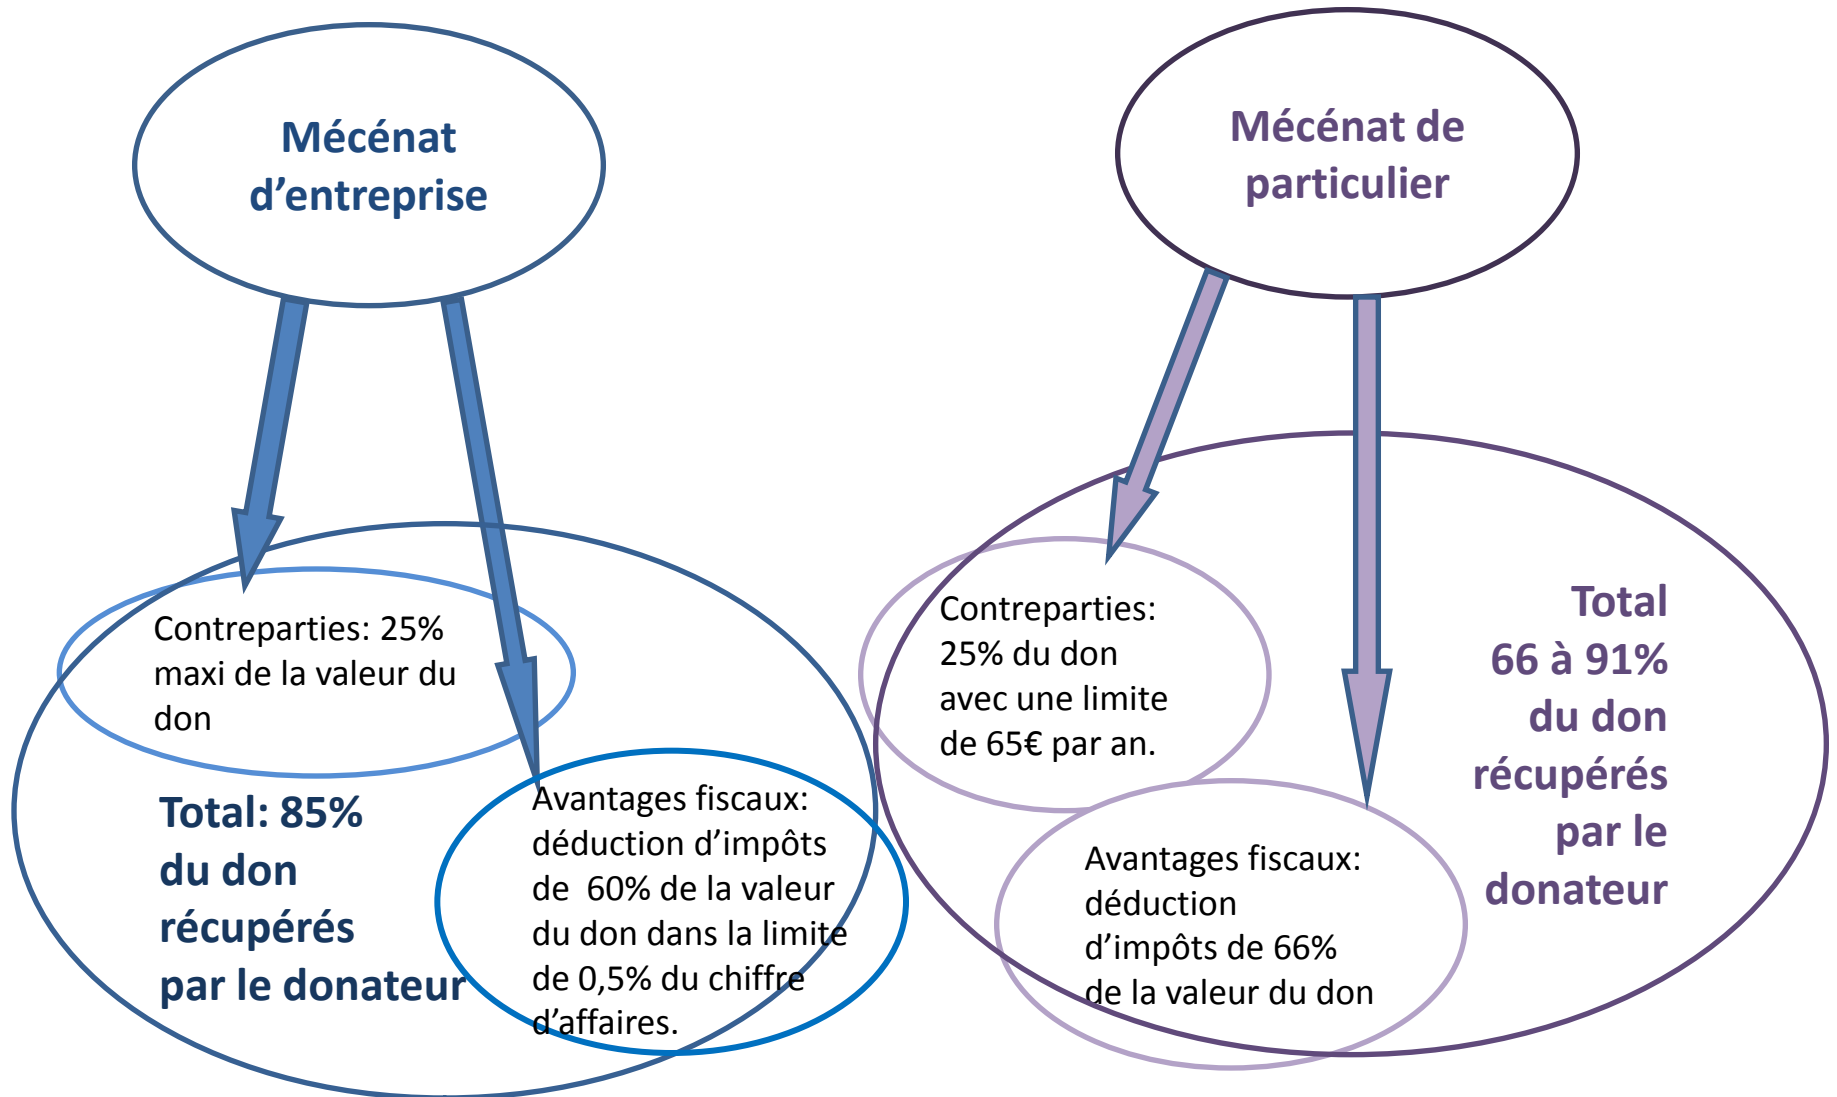 Mécénat
d’entreprise
Mécénat de
particulier
Contreparties: 25%
maxi de la valeur du
don
Total: 85%
du don
récupérés
par le donateur
Avantages fiscaux:
déduction d’impôts
de  60% de la valeur
du don dans la limite
de 0,5% du chiffre
d’affaires.
Contreparties:
25% du don
avec une limite
de 65€ par an.
Avantages fiscaux:
déduction
d’impôts de 66%
de la valeur du don
Total
66 à 91%
du don
récupérés
par le
donateur